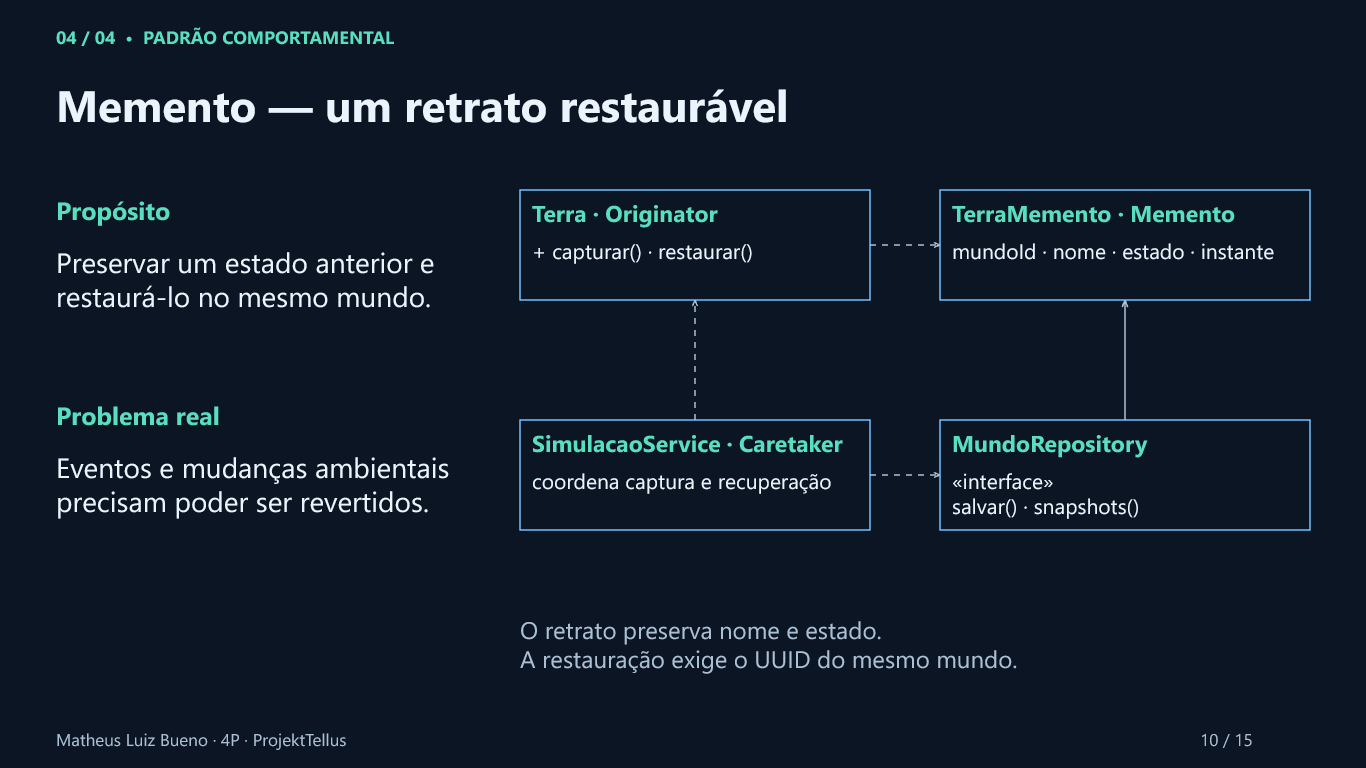 04 / 04 • PADRÃO COMPORTAMENTAL
Memento — um retrato restaurável
Propósito
Preservar um estado anterior e
restaurá-lo no mesmo mundo.
Problema real
Eventos e mudanças ambientais
precisam poder ser revertidos.
Terra · Originator
+ capturar() · restaurar()
TerraMemento · Memento
mundoId · nome · estado · instante
SimulacaoService · Caretaker
coordena captura e recuperação
MundoRepository
«interface»
salvar() · snapshots()
O retrato preserva nome e estado.
A restauração exige o UUID do mesmo mundo.
Matheus Luiz Bueno · 4P · ProjektTellus
10 / 15